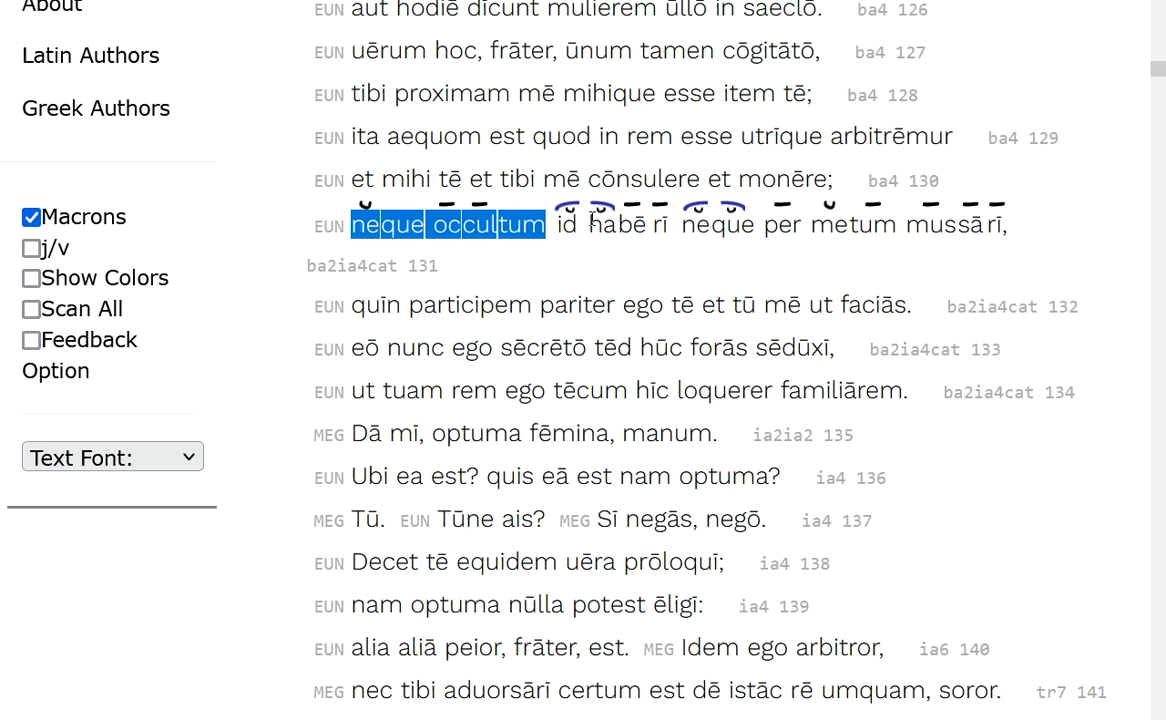 About
EUN aut hodiē dīcunt mulierem ūllō in saeclō. ba4 126
EUN uērum hoc, frāter, ūnum tamen cōgitātō, ba4 127
Latin Authors
EUN tibi proximam mē mihique esse item tē; ba4 128
Greek Authors
EUN ita aequom est quod in rem esse utrīque arbitrēmur ba4 129
EUN et mihi tē et tibi mē cōnsulere et monēre; ba4 130
Macrons
EUN neque occultum id habērī neque per metum mussārī,
j/v
ba2ia4cat 131
Show Colors
EUN quīn participem pariter ego tē et tū mē ut faciās. ba2ia4cat 132
Scan All
Feedback
EUN eō nunc ego sēcrētō tēd hūc forās sēdūxī, ba2ia4cat 133
Option
EUN ut tuam rem ego tēcum hīc loquerer familiārem. ba2ia4cat 134
MEG Dā mī, optuma fēmina, manum. ia2ia2 135
Text Font:
EUN Ubi ea est? quis eā est nam optuma? ia4 136
MEG Tū. EUN Tūne ais? MEG Sī negās, negō. ia4 137
EUN Decet tē equidem uēra prōloquī; ia4 138
EUN nam optuma nūlla potest ēligī: ia4 139
EUN alia aliā peior, frāter, est. MEG Idem ego arbitror, ia6 140
MEG nec tibi aduorsārī certum est dē istāc rē umquam, soror. tr7 141